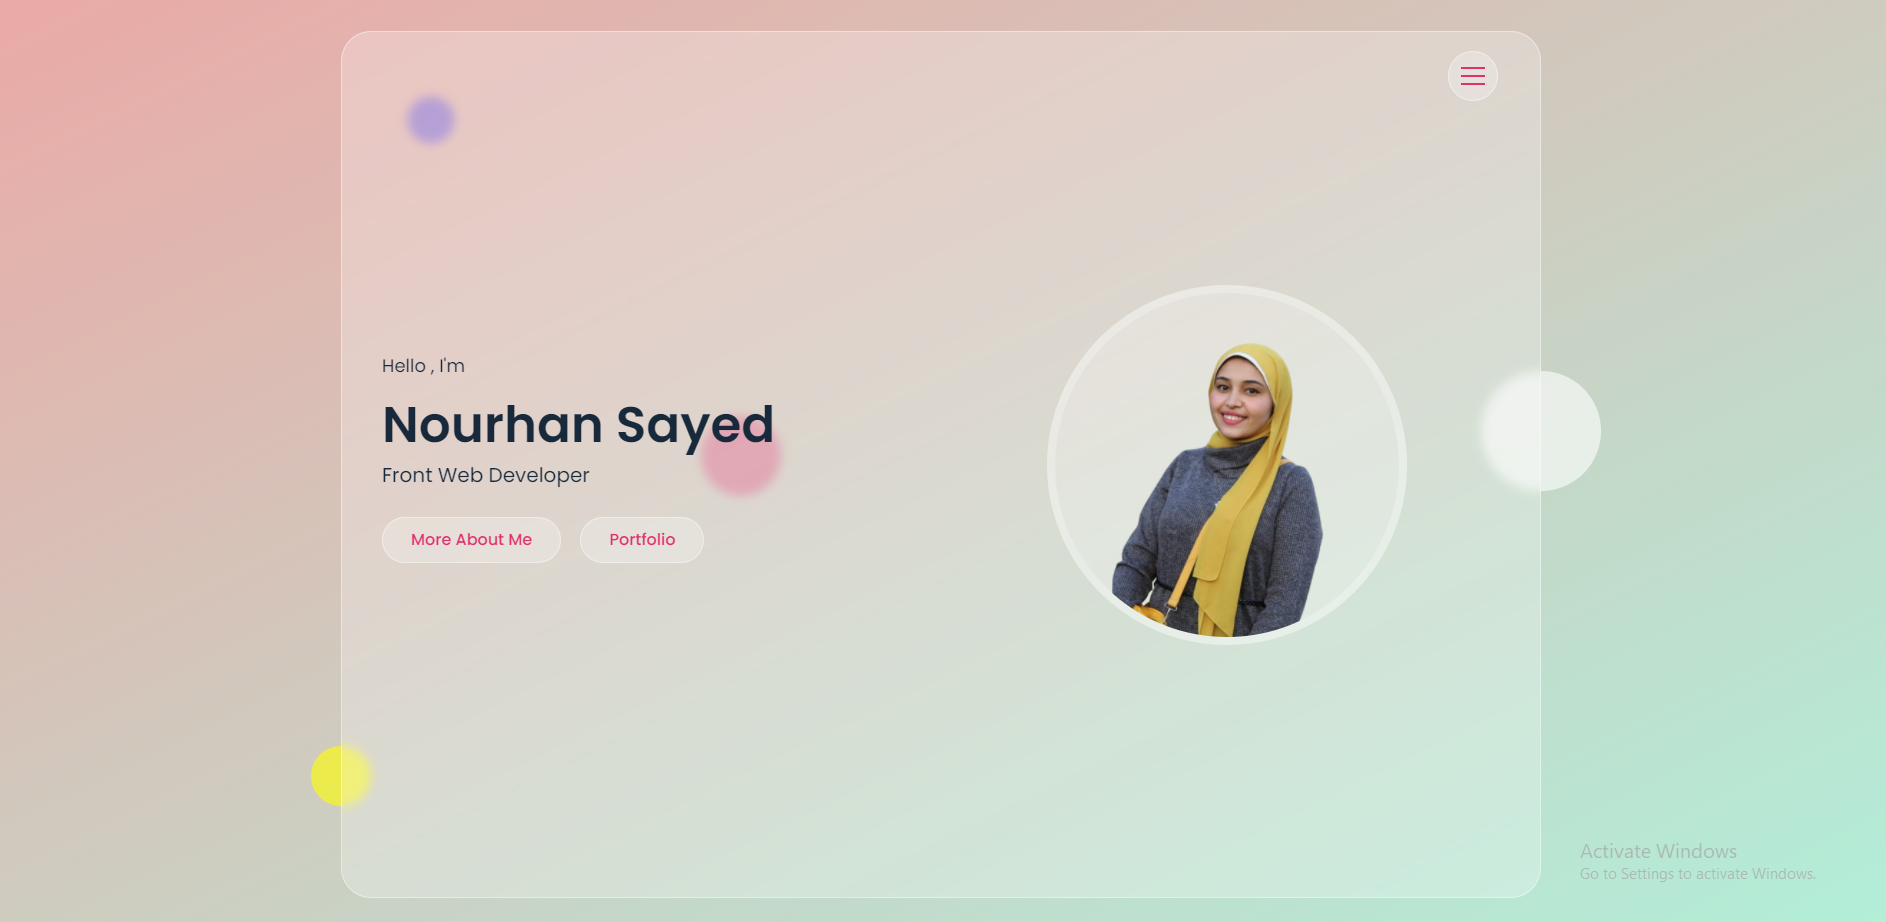 Hello , I'm
Nourhan Sayed
Front Web Developer
More About Me
Portfolio
Activate Windows
Go to Settings to activate Windows.